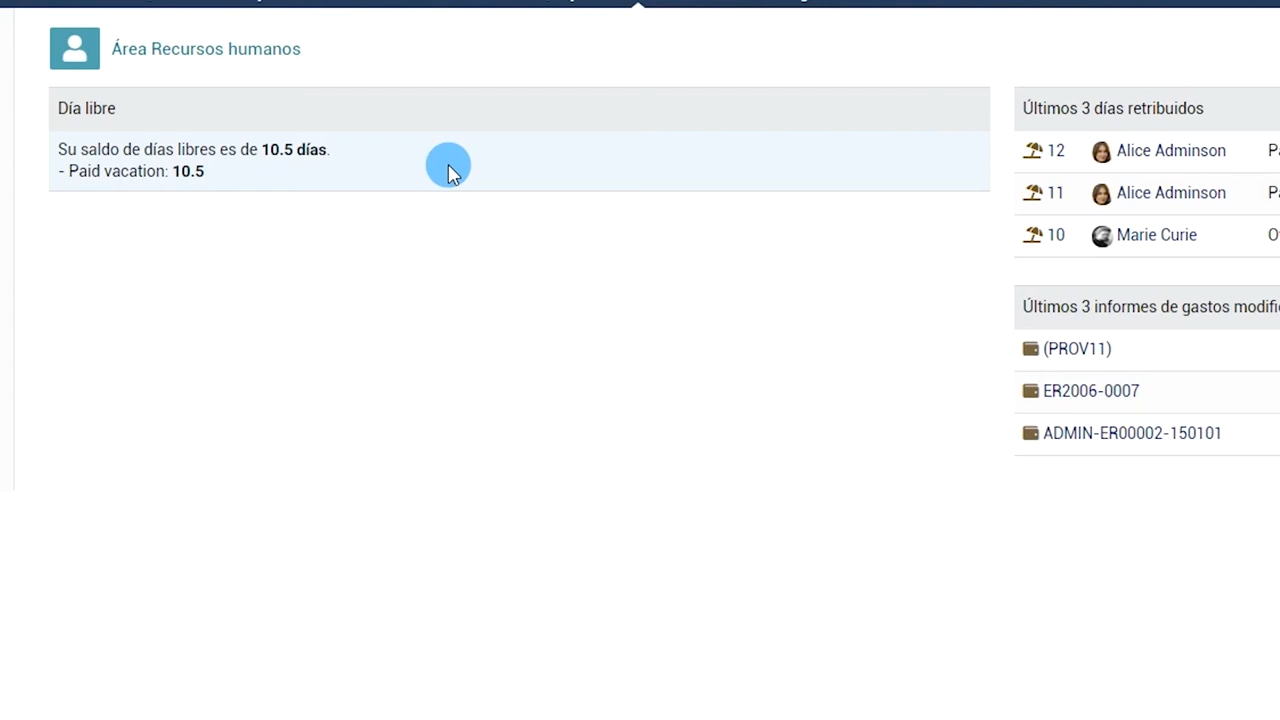 Área Recursos humanos
Día libre
Su saldo de días libres es de 10.5 días.
- Paid vacation: 10.5
Últimos 3 días retribuidos
12 Alice Adminson
11 Alice Adminson
10 Marie Curie
Últimos 3 informes de gastos
(PROV11)
ER2006-0007
ADMIN-ER00002-150101